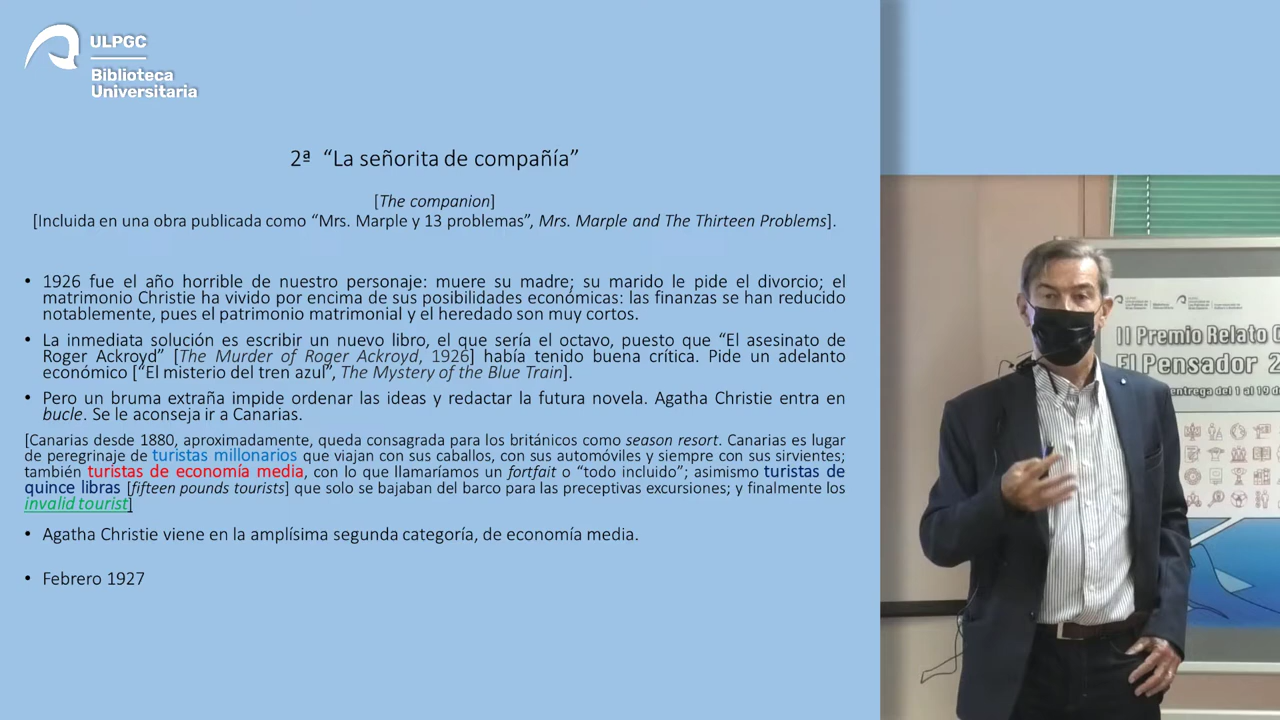 ULPGC
Biblioteca
Universitaria
2ª “La señorita de compañía”
[The companion]
[Incluida en una obra publicada como “Mrs. Marple y 13 problemas”, Mrs. Marple and The Thirteen Problems].
• 1926 fue el año horrible de nuestro personaje: muere su madre; su marido le pide el divorcio; el
matrimonio Christie ha vivido por encima de sus posibilidades económicas: las finanzas se han reducido
notablemente, pues el patrimonio matrimonial y el heredado son muy cortos.
• La inmediata solución es escribir un nuevo libro, el que sería el octavo, puesto que “El asesinato de
Roger Ackroyd” [The Murder of Roger Ackroyd, 1926] había tenido buena crítica. Pide un adelanto
económico [“El misterio del tren azul”, The Mystery of the Blue Train].
• Pero un bruma extraña impide ordenar las ideas y redactar la futura novela. Agatha Christie entra en
bucle. Se le aconseja ir a Canarias.
[Canarias desde 1880, aproximadamente, queda consagrada para los británicos como season resort. Canarias es lugar
de peregrinaje de turistas millonarios que viajan con sus caballos, con sus automóviles y siempre con sus sirvientes;
también turistas de economía media, con lo que llamaríamos un fortfait o “todo incluido”; asimismo turistas de
quince libras [fifteen pounds tourists] que solo se bajaban del barco para las preceptivas excursiones; y finalmente los
invalid tourist]
• Agatha Christie viene en la amplísima segunda categoría, de economía media.
• Febrero 1927
II Premio Relato
El Pensador 2
entrega del 1 al 19 d